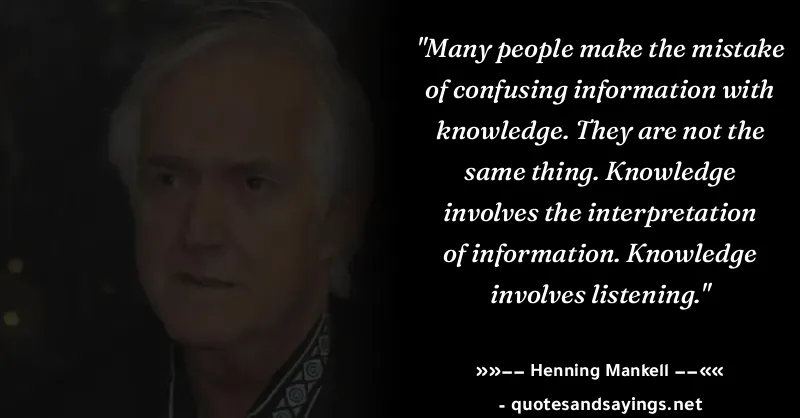 "Many people make the mistake
of confusing information with
knowledge. They are not the
same thing. Knowledge
involves the interpretation
of information. Knowledge
involves listening."
»»−− Henning Mankell −−««
- quotesandsayings.net